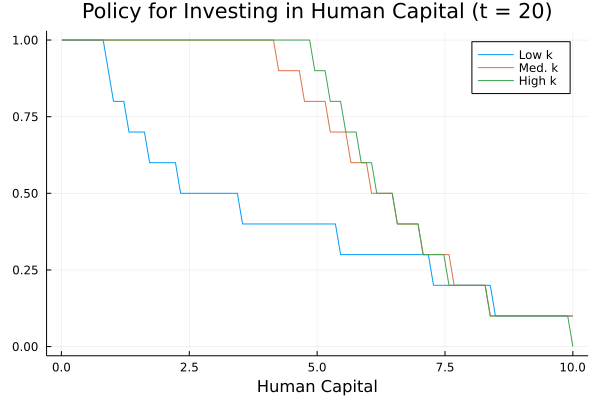 Policy for Investing in Human Capital (t = 20)
1.00
0.75
0.50
0.25
0.00
Low k
Med. k
High k
0.0 2.5 5.0 7.5 10.0
Human Capital